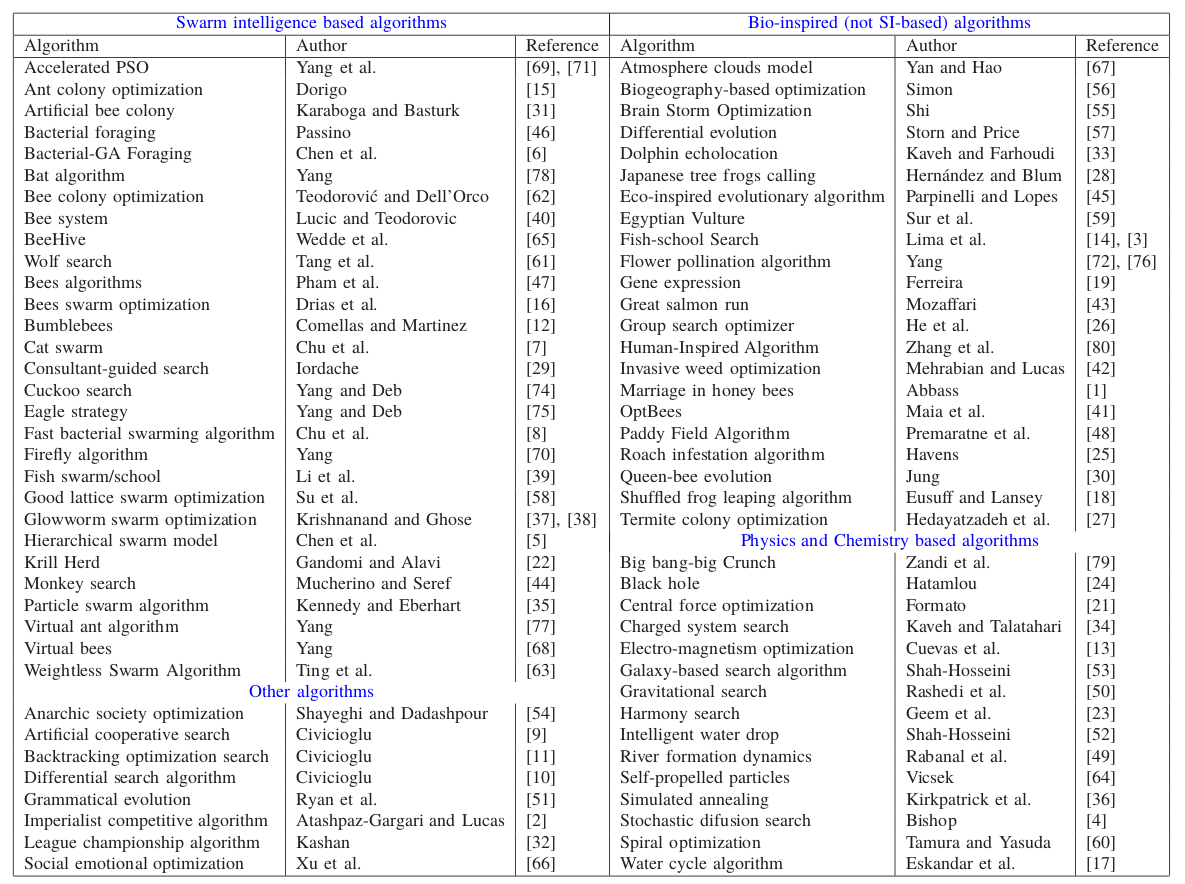 Swarm intelligence based algorithms Bio-inspired (not SI-based) algorithms
Algorithm Author Reference Algorithm Author Reference
Accelerated PSO Yang et al. [69], [71] Atmosphere clouds model Yan and Hao [67]
Ant colony optimization Dorigo [15] Biogeography-based optimization Simon [56]
Artificial bee colony Karaboga and Basturk [31] Brain Storm Optimization Shi [55]
Bacterial foraging Passino [46] Differential evolution Storn and Price [57]
Bacterial-GA Foraging Chen et al. [6] Dolphin echolocation Kaveh and Farhoudi [33]
Bat algorithm Yang [78] Japanese tree frogs calling Hernández and Blum [28]
Bee colony optimization Teodorović and Dell'Orco [62] Eco-inspired evolutionary algorithm Parpinelli and Lopes [45]
Bee system Lucic and Teodorovic [40] Egyptian Vulture Sur et al. [59]
BeeHive Wedde et al. [65] Fish-school Search Lima et al. [14], [3]
Wolf search Tang et al. [61] Flower pollination algorithm Yang [72], [76]
Bees algorithms Pham et al. [47] Gene expression Ferreira [19]
Bees swarm optimization Drias et al. [16] Great salmon run Mozaffari [43]
Bumblebees Comellas and Martinez [12] Group search optimizer He et al. [26]
Cat swarm Chu et al. [7] Human-Inspired Algorithm Zhang et al. [80]
Consultant-guided search Iordache [29] Invasive weed optimization Mehrabian and Lucas [42]
Cuckoo search Yang and Deb [74] Marriage in honey bees Abbass [1]
Eagle strategy Yang and Deb [75] OptBees Maia et al. [41]
Fast bacterial swarming algorithm Chu et al. [8] Paddy Field Algorithm Premaratne et al. [48]
Firefly algorithm Yang [70] Roach infestation algorithm Havens [25]
Fish swarm/school Li et al. [39] Queen-bee evolution Jung [30]
Good lattice swarm optimization Su et al. [58] Shuffled frog leaping algorithm Eusuff and Lansey [18]
Glowworm swarm optimization Krishnanand and Ghose [37], [38] Termite colony optimization Hedayatzadeh et al. [27]
Hierarchical swarm model Chen et al. [5] Physics and Chemistry based algorithms
Krill Herd Gandomi and Alavi [22] Big bang-big Crunch Zandi et al. [79]
Monkey search Mucherino and Seref [44] Black hole Hatamlou [24]
Particle swarm algorithm Kennedy and Eberhart [35] Central force optimization Formato [21]
Virtual ant algorithm Yang [77] Charged system search Kaveh and Talatahari [34]
Virtual bees Yang [68] Electro-magnetism optimization Cuevas et al. [13]
Weightless Swarm Algorithm Ting et al. [63] Galaxy-based search algorithm Shah-Hosseini [53]
Other algorithms Gravitational search Rashedi et al. [50]
Anarchic society optimization Shayeghi and Dadashpour [54] Harmony search Geem et al. [23]
Artificial cooperative search Civicioglu [9] Intelligent water drop Shah-Hosseini [52]
Backtracking optimization search Civicioglu [11] River formation dynamics Rabanal et al. [49]
Differential search algorithm Civicioglu [10] Self-propelled particles Vicsek [64]
Grammatical evolution Ryan et al. [51] Simulated annealing Kirkpatrick et al. [36]
Imperialist competitive algorithm Atashpaz-Gargari and Lucas [2] Stochastic difusion search Bishop [4]
League championship algorithm Kashan [32] Spiral optimization Tamura and Yasuda [60]
Social emotional optimization Xu et al. [66] Water cycle algorithm Eskandar et al. [17]